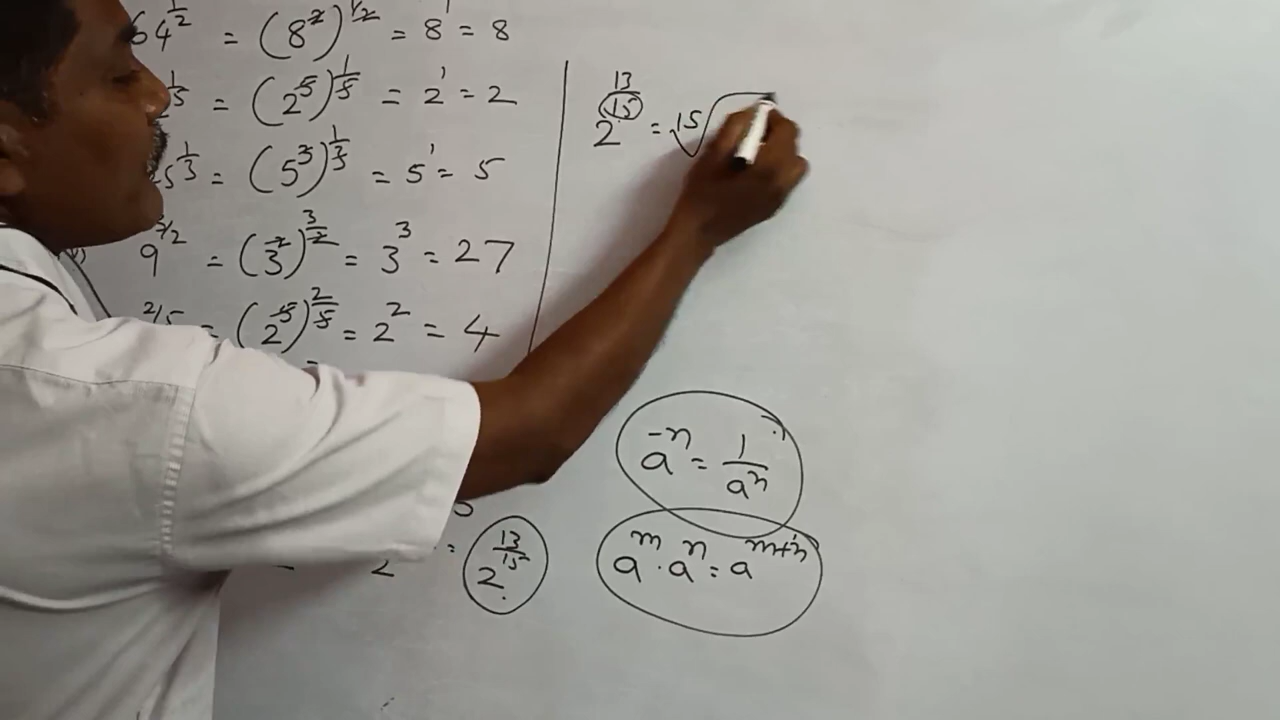 64^{1/2} = (8^2)^{1/2} = 8^1 = 8
^{1/5} = (2^5)^{1/5} = 2^1 = 2
5^{1/3} = (5^3)^{1/3} = 5^1 = 5
9^{3/2} = (3^2)^{3/2} = 3^3 = 27
^{2/5} = (2^5)^{2/5} = 2^2 = 4
2 = 2^{13/15}
2^{13/15} = \sqrt[15]{}
a^{-n} = 1/a^n
a^m · a^n = a^{m+n}